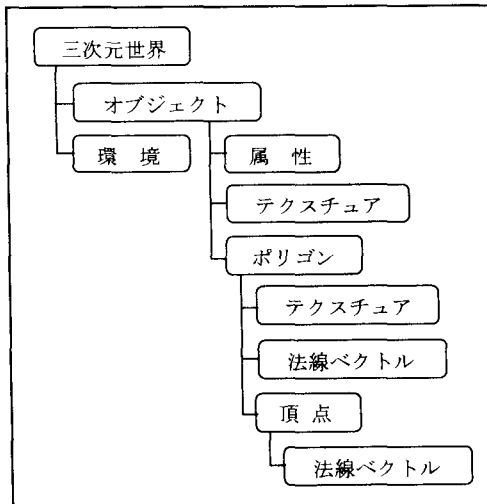 三次元世界
オブジェクト
環 境
属 性
テクスチュア
ポリゴン
テクスチュア
法線ベクトル
頂 点
法線ベクトル